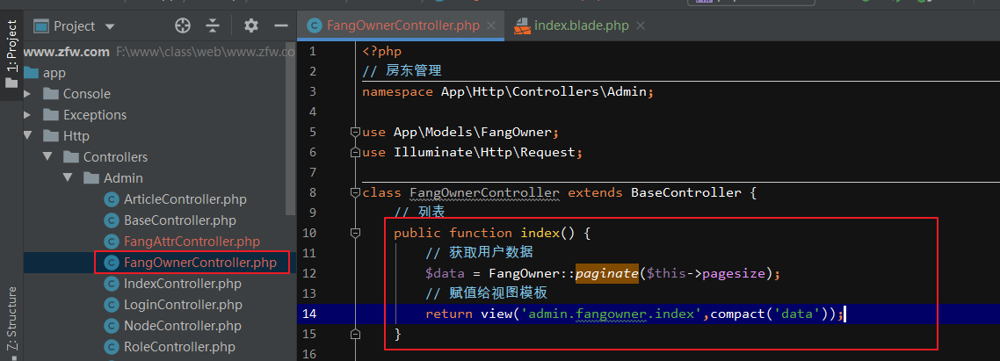 Project
FangOwnerController.php
index.blade.php
1: Project
www.zfw.com F:\www\class\web\www.zfw.co
app
Console
Exceptions
Http
Controllers
Admin
ArticleController.php
BaseController.php
FangAttrController.php
FangOwnerController.php
IndexController.php
LoginController.php
NodeController.php
RoleController.php
Z: Structure
1 <?php
2 // 房东管理
3 namespace App\Http\Controllers\Admin;
4
5 use App\Models\FangOwner;
6 use Illuminate\Http\Request;
7
8 class FangOwnerController extends BaseController {
9 // 列表
10 public function index() {
11 // 获取用户数据
12 $data = FangOwner::paginate($this->pagesize);
13 // 赋值给视图模板
14 return view('admin.fangowner.index',compact('data'));
15 }
16